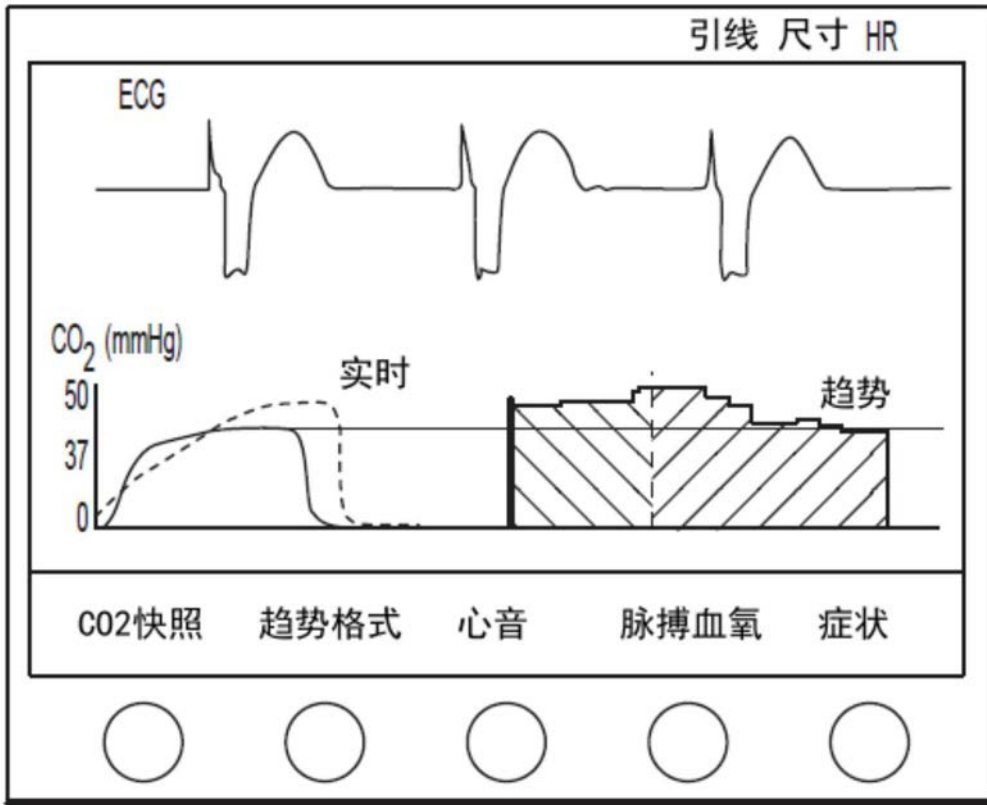 引线 尺寸 HR
ECG
CO₂ (mmHg)
实时
50
趋势
37
0
CO2快照 趋势格式 心音 脉搏血氧 症状